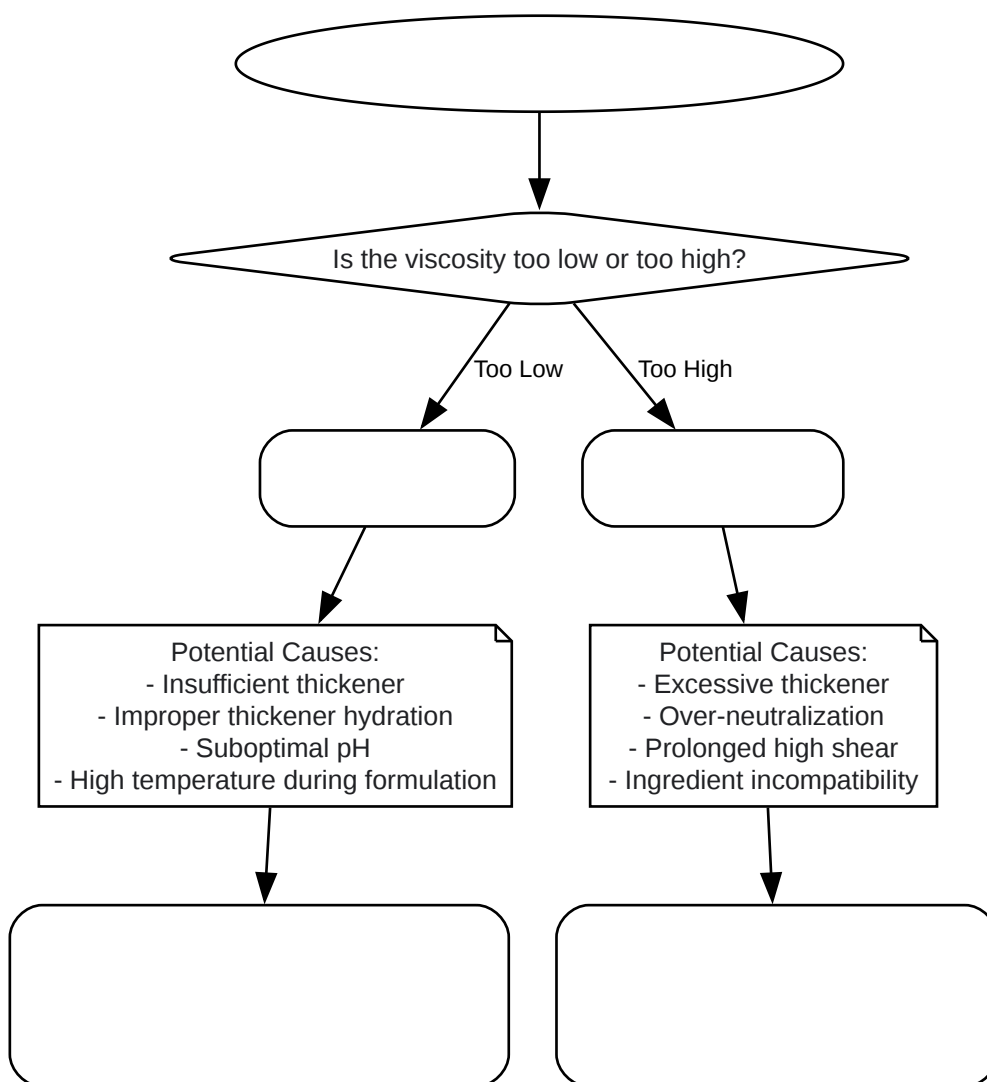 Is the viscosity too low or too high?
Too Low
Too High
Potential Causes:
- Insufficient thickener
- Improper thickener hydration
- Suboptimal pH
- High temperature during formulation
Potential Causes:
- Excessive thickener
- Over-neutralization
- Prolonged high shear
- Ingredient incompatibility